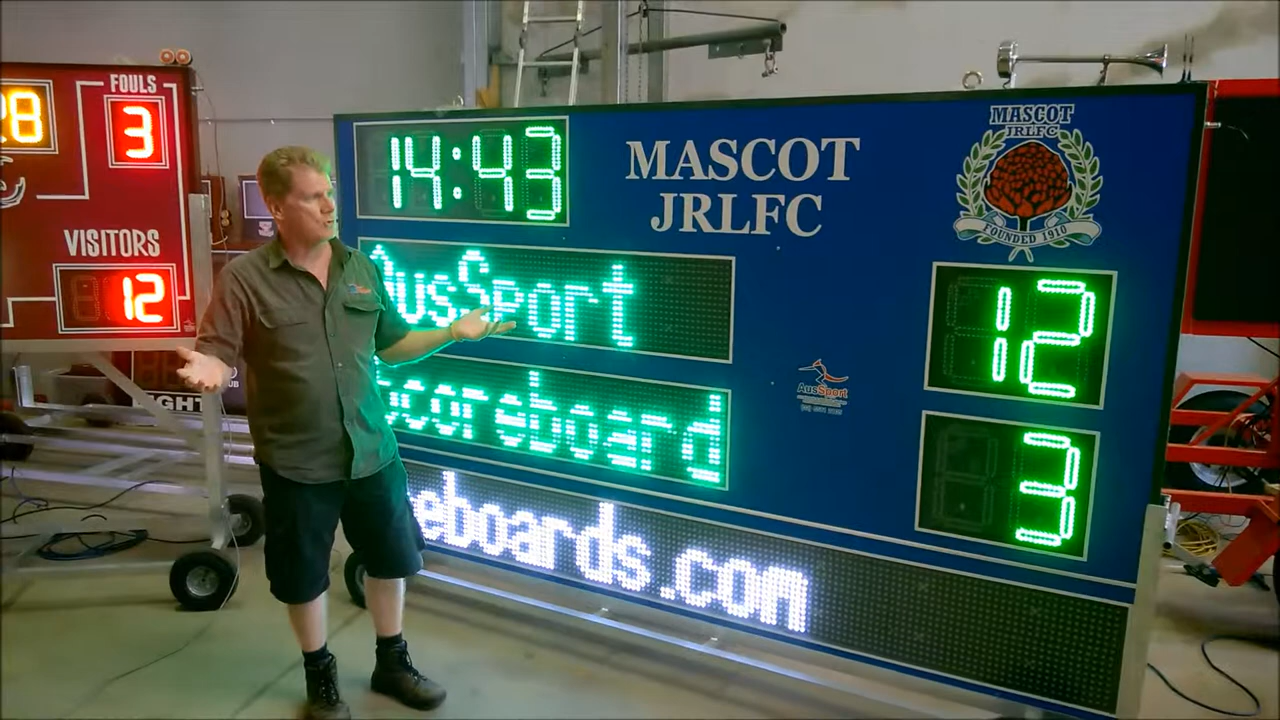 28
FOULS
3
VISITORS
12
14:43
MASCOT
JRLFC
MASCOT
JRLFC
FOUNDED 1910
AusSport
12
Scoreboard
AusSport
3
eboards.com